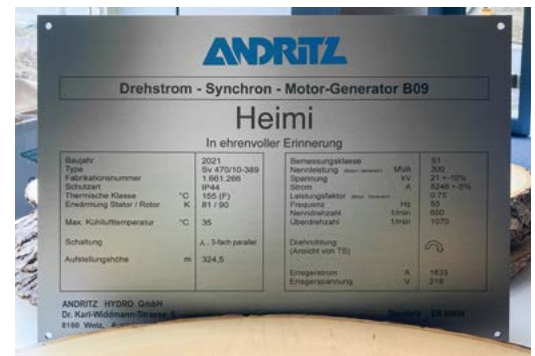 ANDRITZ
Drehstrom - Synchron - Motor-Generator B09
Heimi
In ehrenvoller Erinnerung
Baujahr 2021
Type Sv 470/10-389
Fabrikationsnummer 1.661.266
Schutzart IP44
Thermische Klasse °C 155 (F)
Erwärmung Stator / Rotor K 81 / 90
Max. Kühllufttemperatur °C 35
Schaltung 3-fach parallel
Aufstellungshöhe m 324,5
Bemessungsklasse S1
Nennleistung MVA 300
Spannung kV 21 +-10%
Strom A 8248 +-5%
Leistungsfaktor 0.75
Frequenz Hz 50
Nenndrehzahl 1/min 600
Überdrehzahl 1/min 1070
Drehrichtung
(Ansicht von TS)
Erregerstrom A 1633
Erregerspannung V 218
ANDRITZ HYDRO GmbH
Dr. Karl-Widdmann-Strasse 5
8160 Weiz,
EN 60034